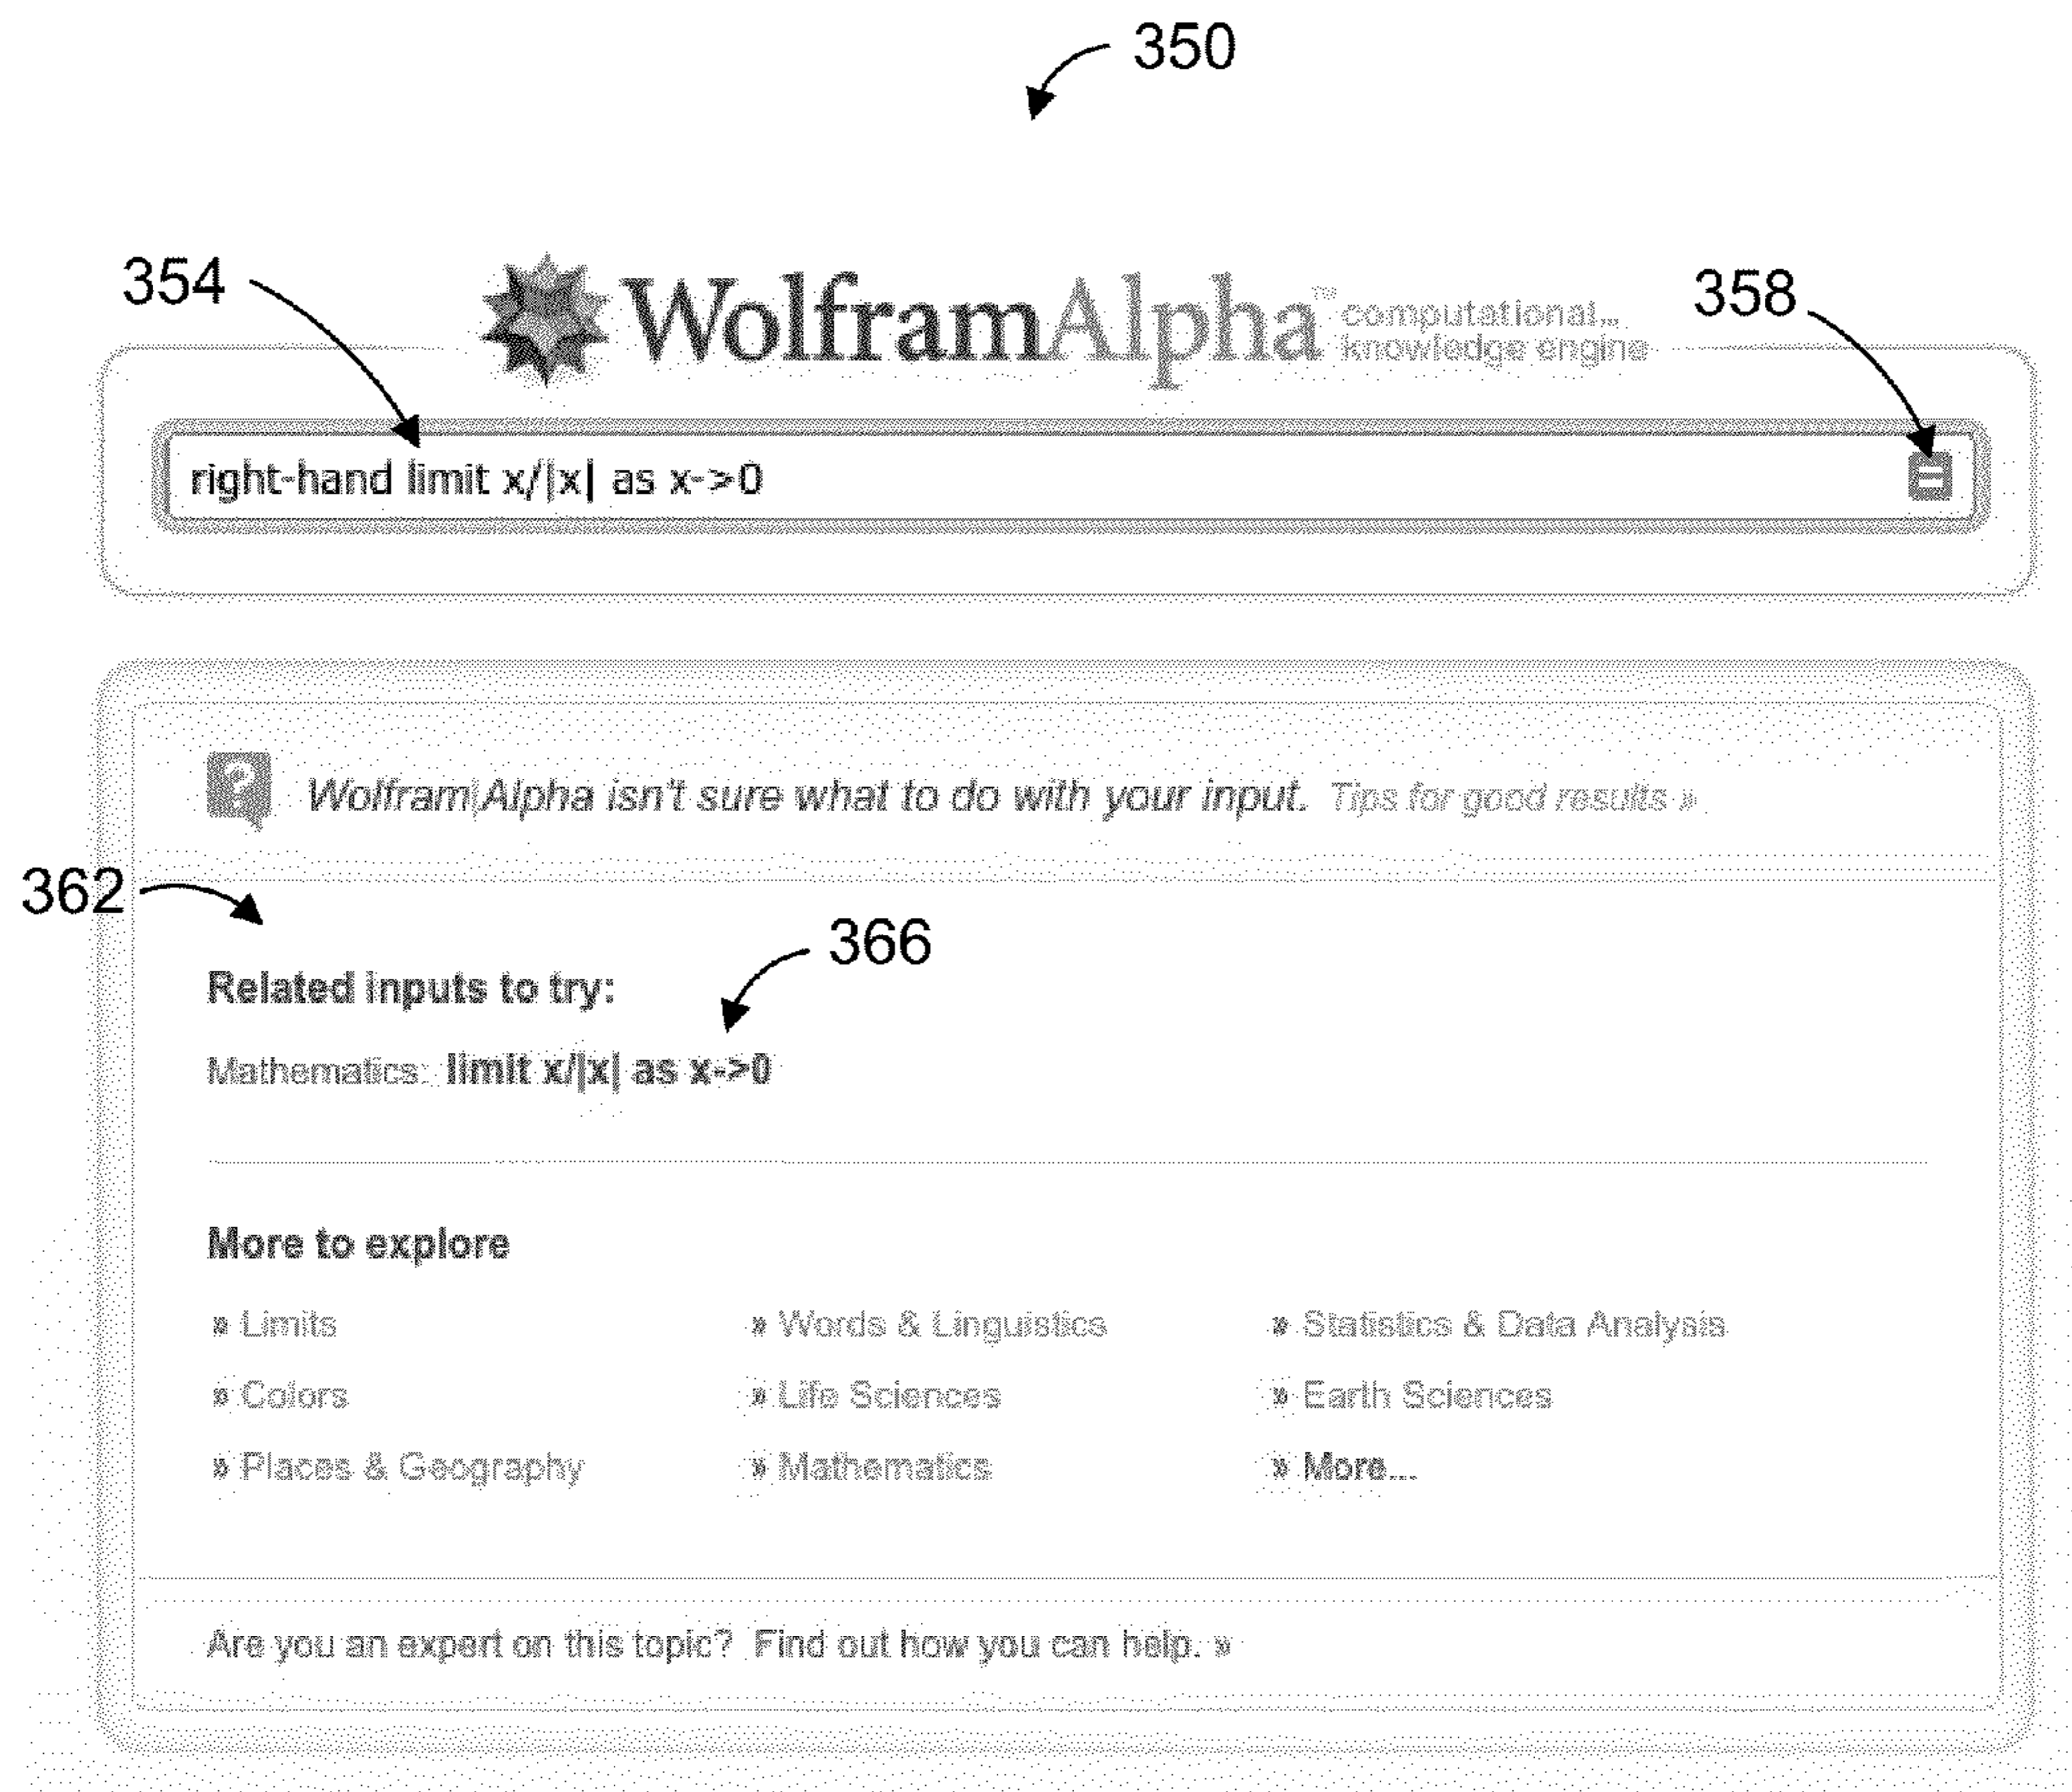 350
354
358
WolframAlpha™ computational...
knowledge engine
right-hand limit x/|x| as x->0
Wolfram|Alpha isn't sure what to do with your input. Tips for good results »
362
366
Related inputs to try:
Mathematics: limit x/|x| as x->0
More to explore
» Limits » Words & Linguistics » Statistics & Data Analysis
» Colors » Life Sciences » Earth Sciences
» Places & Geography » Mathematics » More...
Are you an expert on this topic? Find out how you can help. »